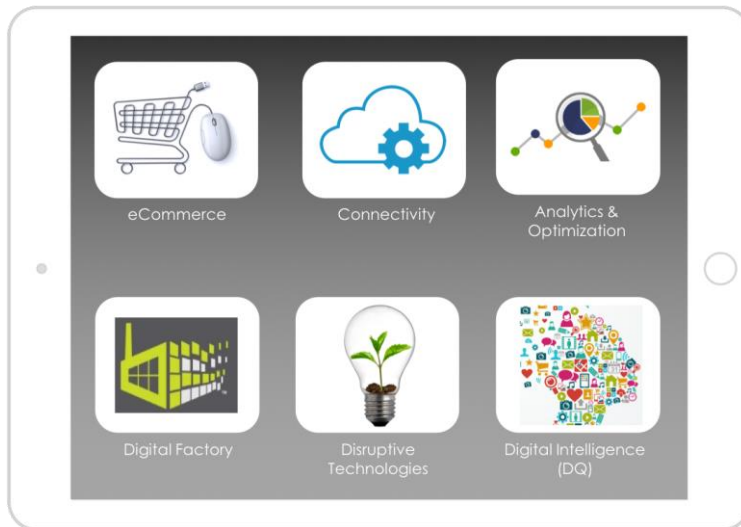 eCommerce
Connectivity
Analytics &
Optimization
Digital Factory
Disruptive
Technologies
Digital Intelligence
(DQ)